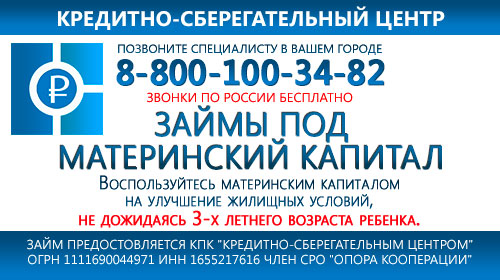 КРЕДИТНО-СБЕРЕГАТЕЛЬНЫЙ ЦЕНТР
ПОЗВОНИТЕ СПЕЦИАЛИСТУ В ВАШЕМ ГОРОДЕ
8-800-100-34-82
ЗВОНКИ ПО РОССИИ БЕСПЛАТНО
ЗАЙМЫ ПОД
МАТЕРИНСКИЙ КАПИТАЛ
Воспользуйтесь материнским капиталом
на улучшение жилищных условий,
не дожидаясь 3-х летнего возраста ребенка.
ЗАЙМ ПРЕДОСТОВЛЯЕТСЯ КПК "КРЕДИТНО-СБЕРЕГАТЕЛЬНЫМ ЦЕНТРОМ"
ОГРН 1111690044971 ИНН 1655217616 ЧЛЕН СРО "ОПОРА КООПЕРАЦИИ"